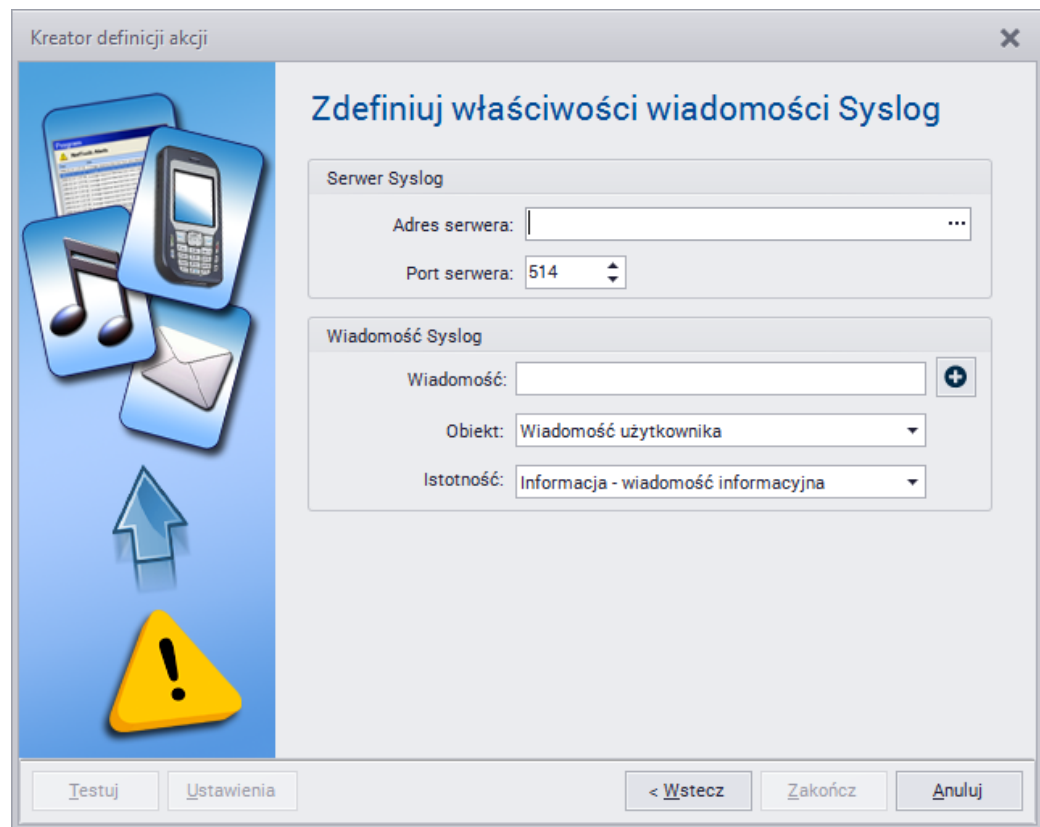 Kreator definicji akcji
Zdefiniuj właściwości wiadomości Syslog
Serwer Syslog
Adres serwera:
Port serwera: 514
Wiadomość Syslog
Wiadomość:
Obiekt: Wiadomość użytkownika
Istotność: Informacja - wiadomość informacyjna
Testuj Ustawienia < Wstecz Zakończ Anuluj